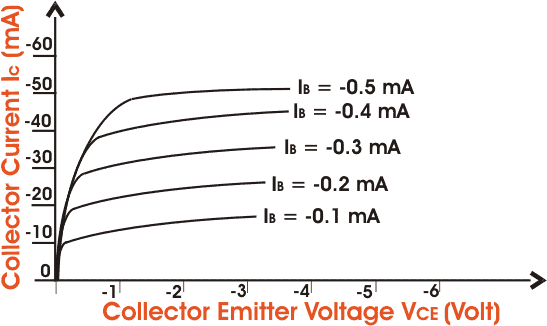 Collector Current Ic (mA)
-60
-50
-40
-30
-20
-10
0
IB = -0.5 mA
IB = -0.4 mA
IB = -0.3 mA
IB = -0.2 mA
IB = -0.1 mA
-1 -2 -3 -4 -5 -6
Collector Emitter Voltage VCE (Volt)